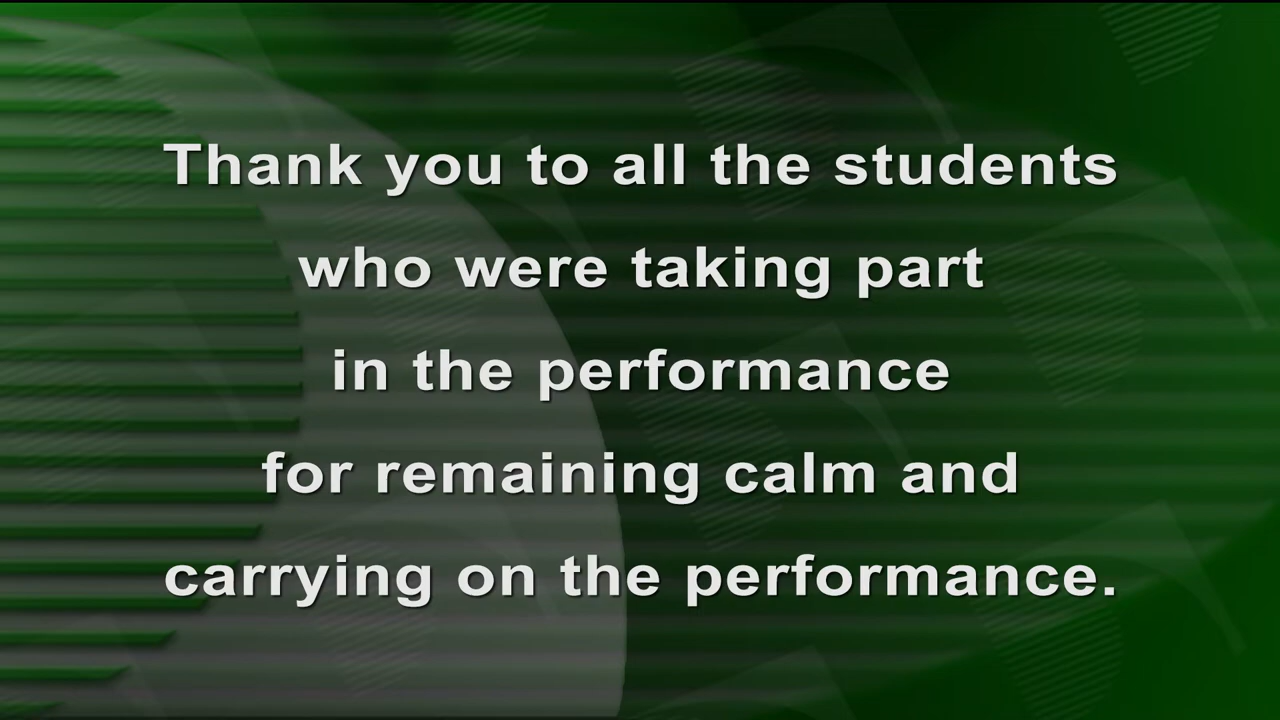 Thank you to all the students
who were taking part
in the performance
for remaining calm and
carrying on the performance.